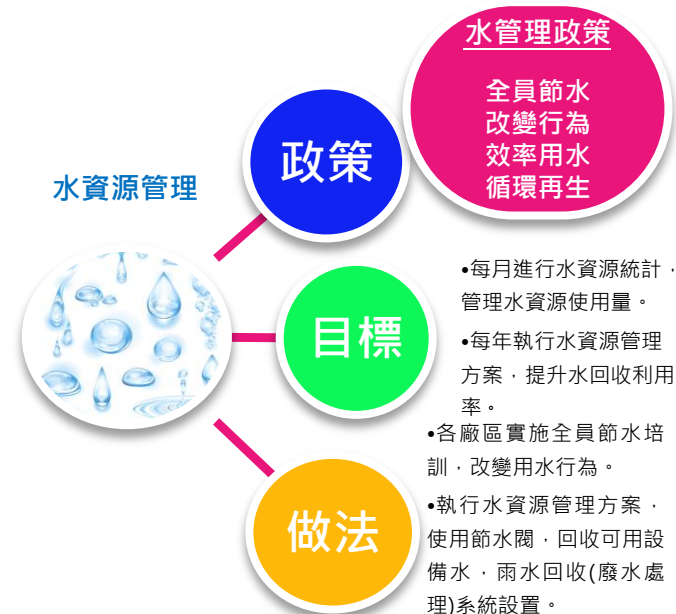 水資源管理
政策
水管理政策
全員節水
改變行為
效率用水
循環再生
目標
•每月進行水資源統計，
管理水資源使用量。
•每年執行水資源管理
方案，提升水回收利用
率。
做法
•各廠區實施全員節水培
訓，改變用水行為。
•執行水資源管理方案，
使用節水閥，回收可用設
備水，雨水回收(廢水處
理)系統設置。